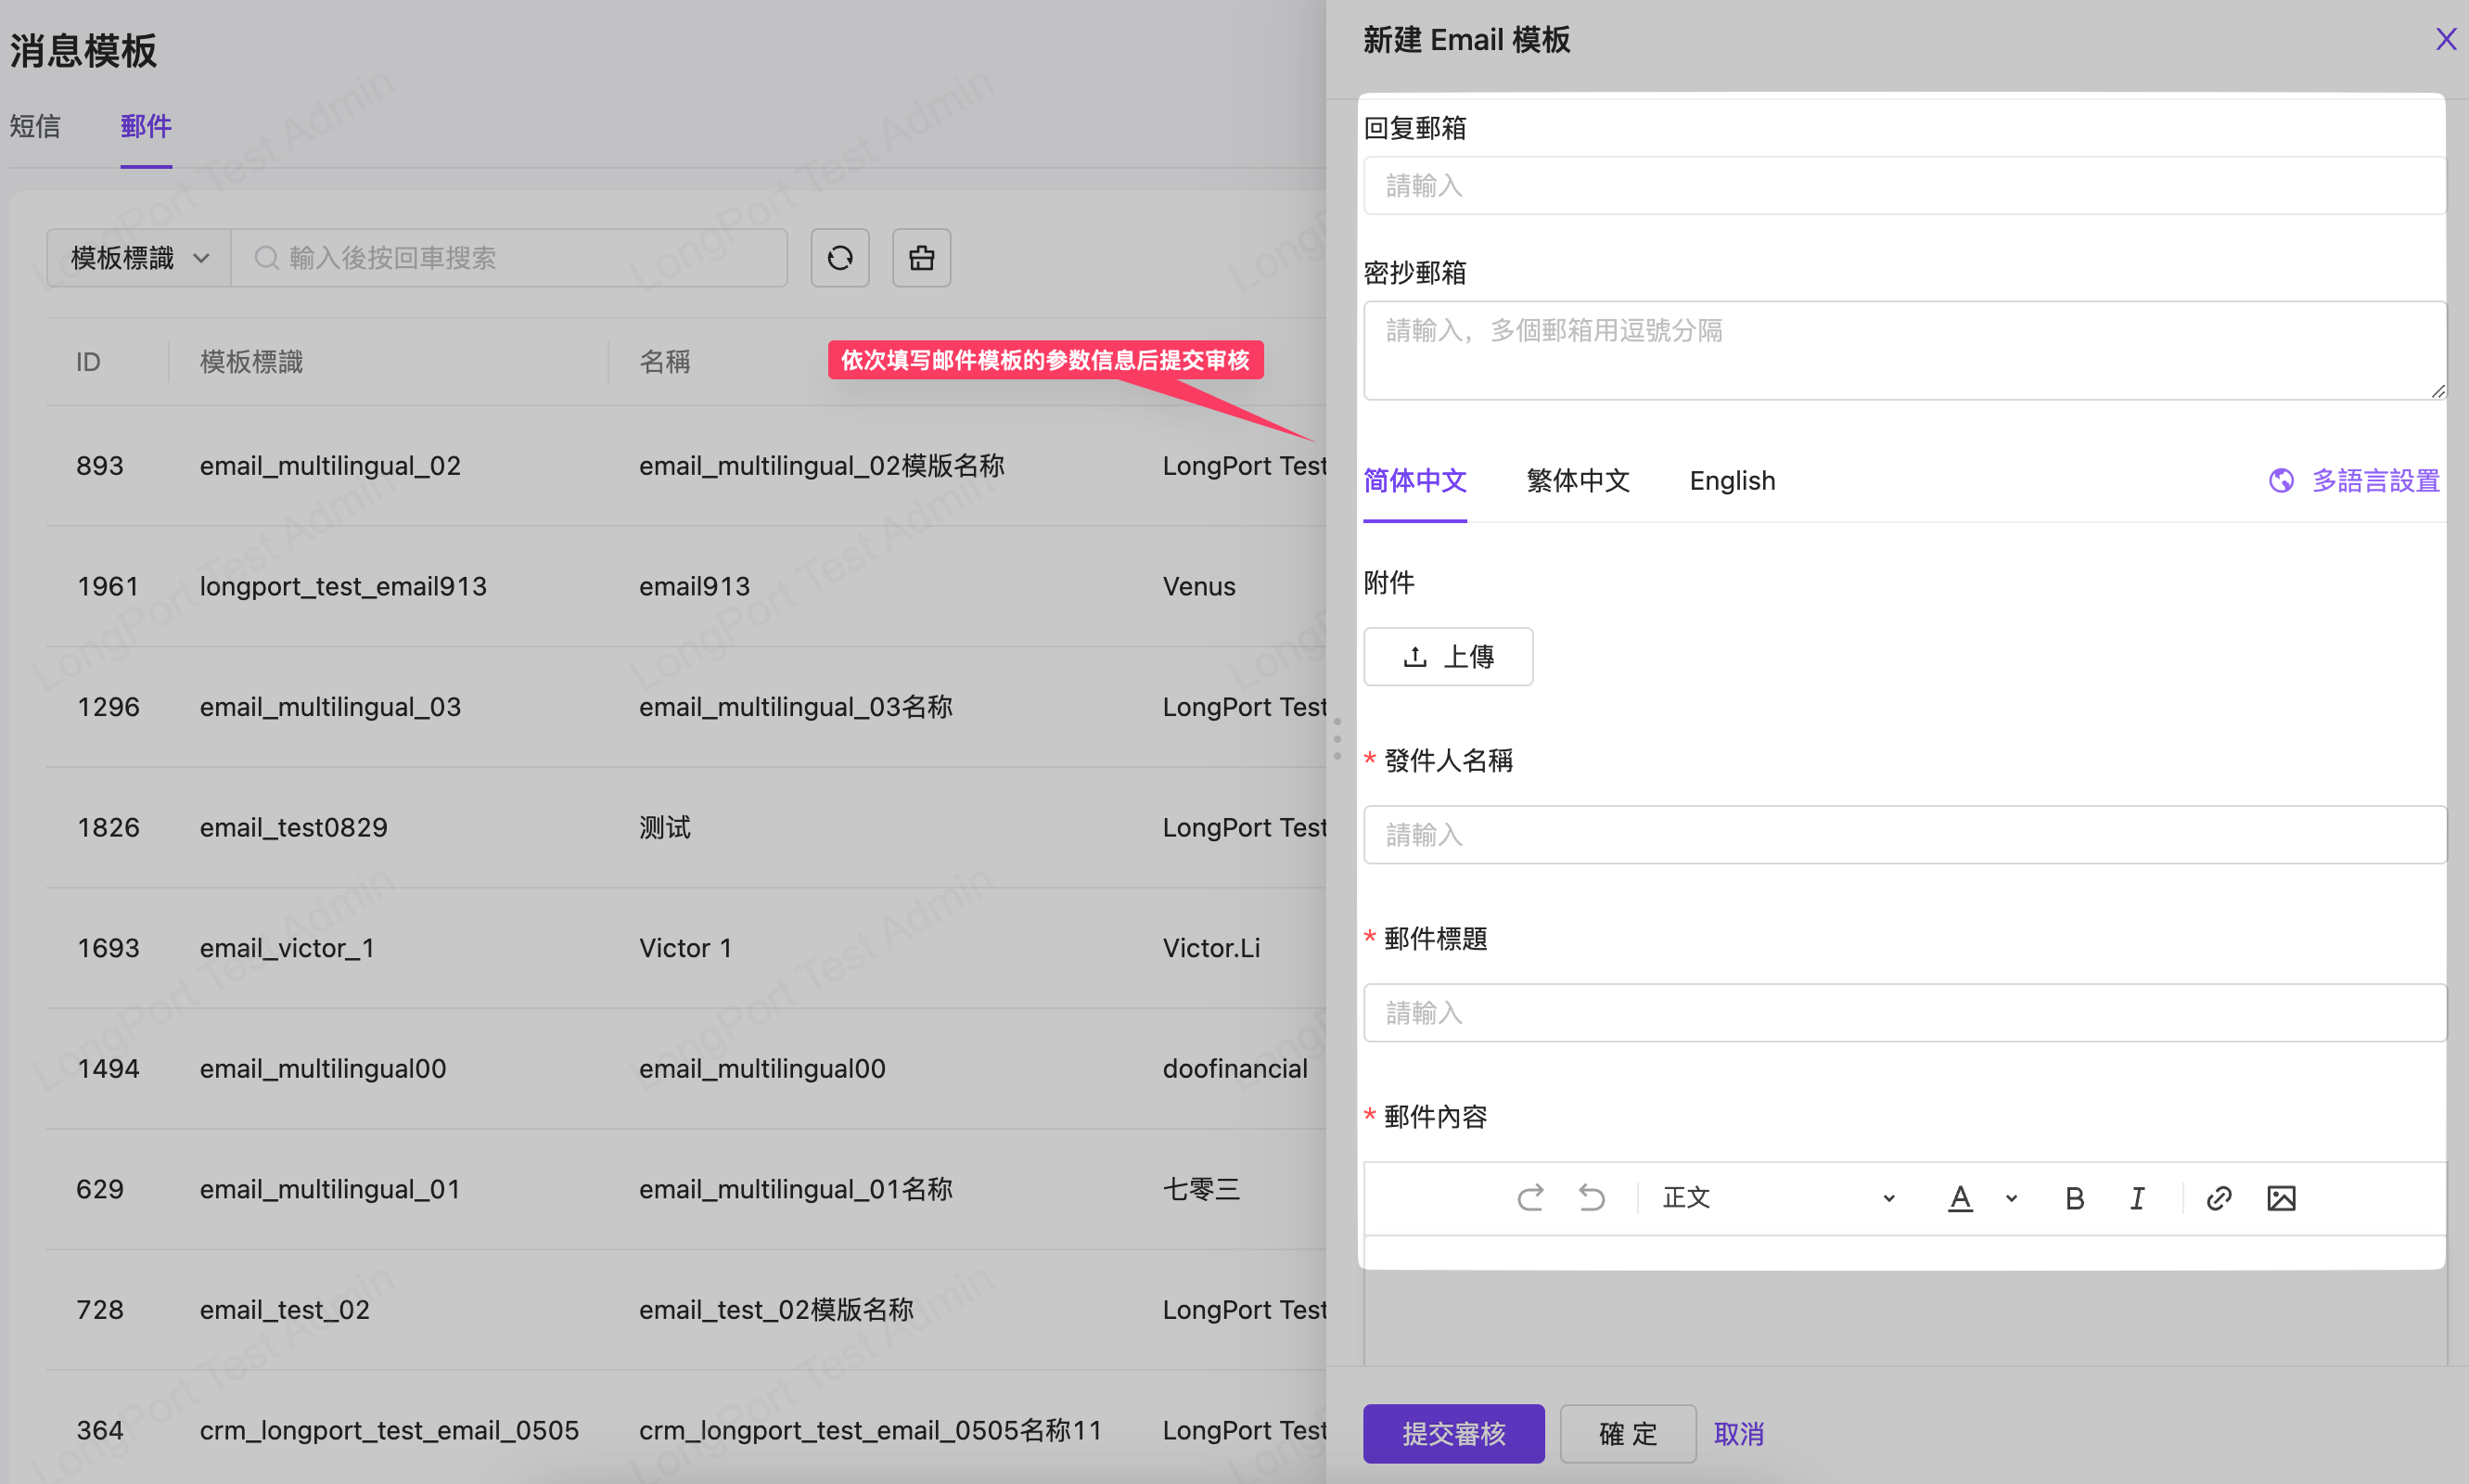 消息模板
短信
郵件
模板標識
輸入後按回車搜索
ID
模板標識
名稱
893
email_multilingual_02
email_multilingual_02模版名称
LongPort Test
1961
longport_test_email913
email913
Venus
1296
email_multilingual_03
email_multilingual_03名称
LongPort Test
1826
email_test0829
测试
LongPort Test
1693
email_victor_1
Victor 1
Victor.Li
1494
email_multilingual00
email_multilingual00
doofinancial
629
email_multilingual_01
email_multilingual_01名称
七零三
728
email_test_02
email_test_02模版名称
LongPort Test
364
crm_longport_test_email_0505
crm_longport_test_email_0505名称11
LongPort Test
LongPort Test Admin
依次填写邮件模板的参数信息后提交审核
新建 Email 模板
X
回复郵箱
請輸入
密抄郵箱
請輸入，多個郵箱用逗號分隔
简体中文
繁体中文
English
多語言設置
附件
上傳
* 發件人名稱
請輸入
* 郵件標題
請輸入
* 郵件內容
正文
A
B
I
提交審核
確 定
取消